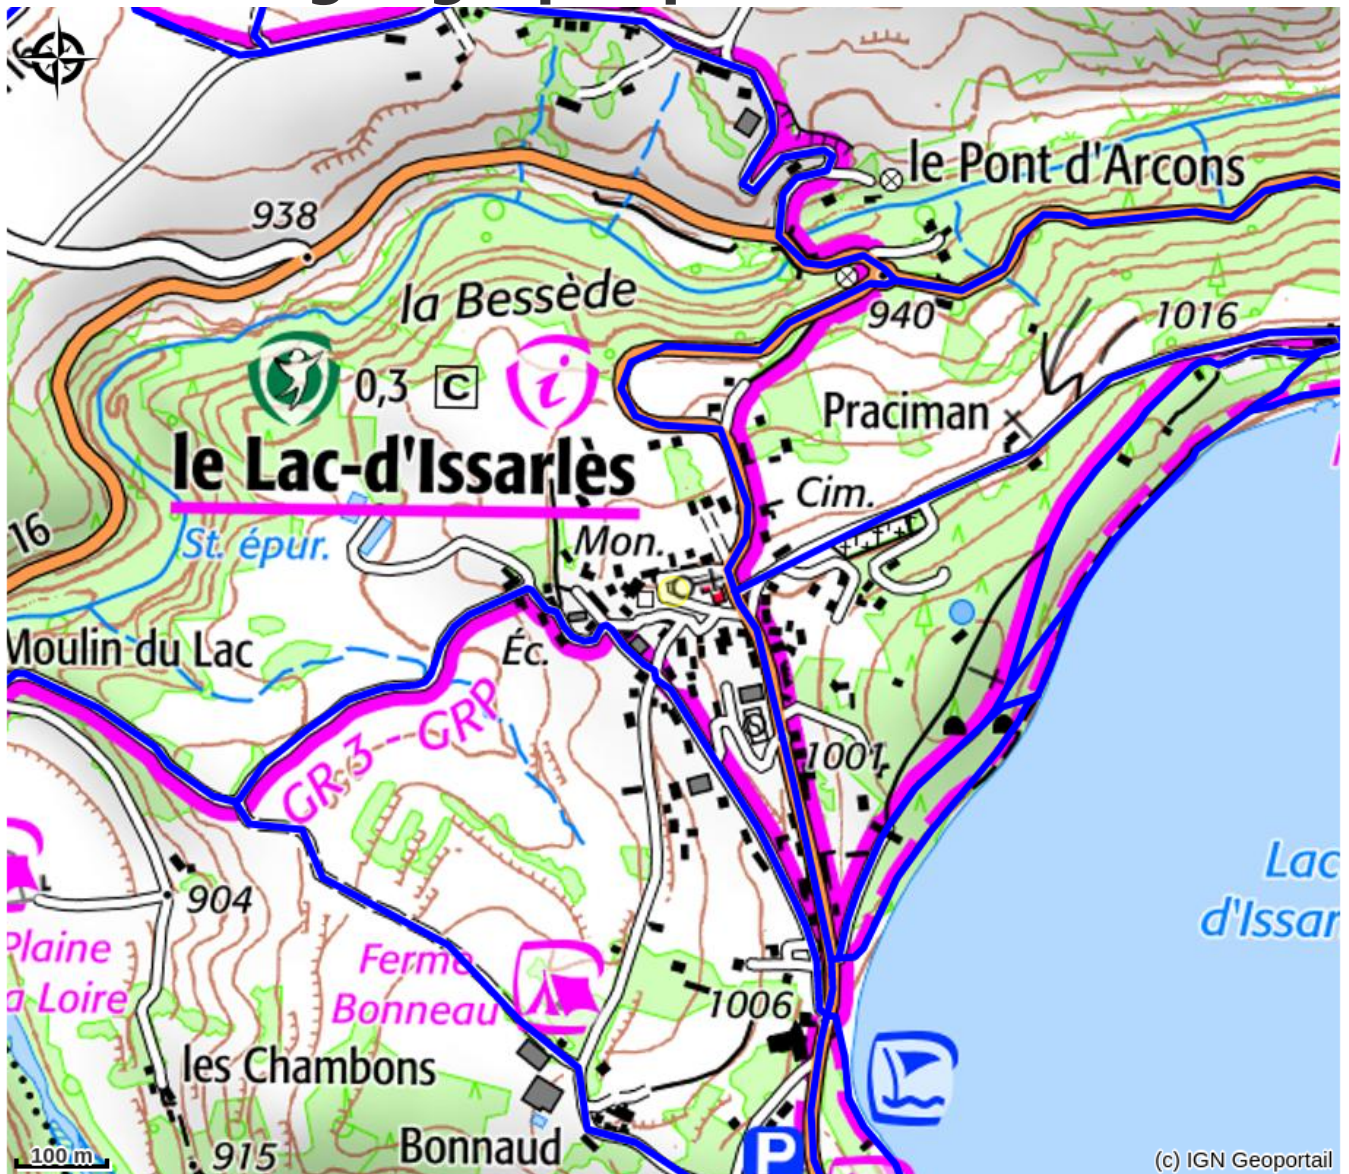 le Pont d'Arcons
938
la Bessède
940
1016
0,3 C i
Praciman
le Lac-d'Issarlès
Cim.
16
St. épur.
Mon.
Moulin du Lac
Éc.
GR 3 - GRP
1001
904
Lac
d'Issar
Plaine
a Loire
Ferme
Bonneau
1006
les Chambons
Bonnaud
P
100 m
915
(c) IGN Geoportail